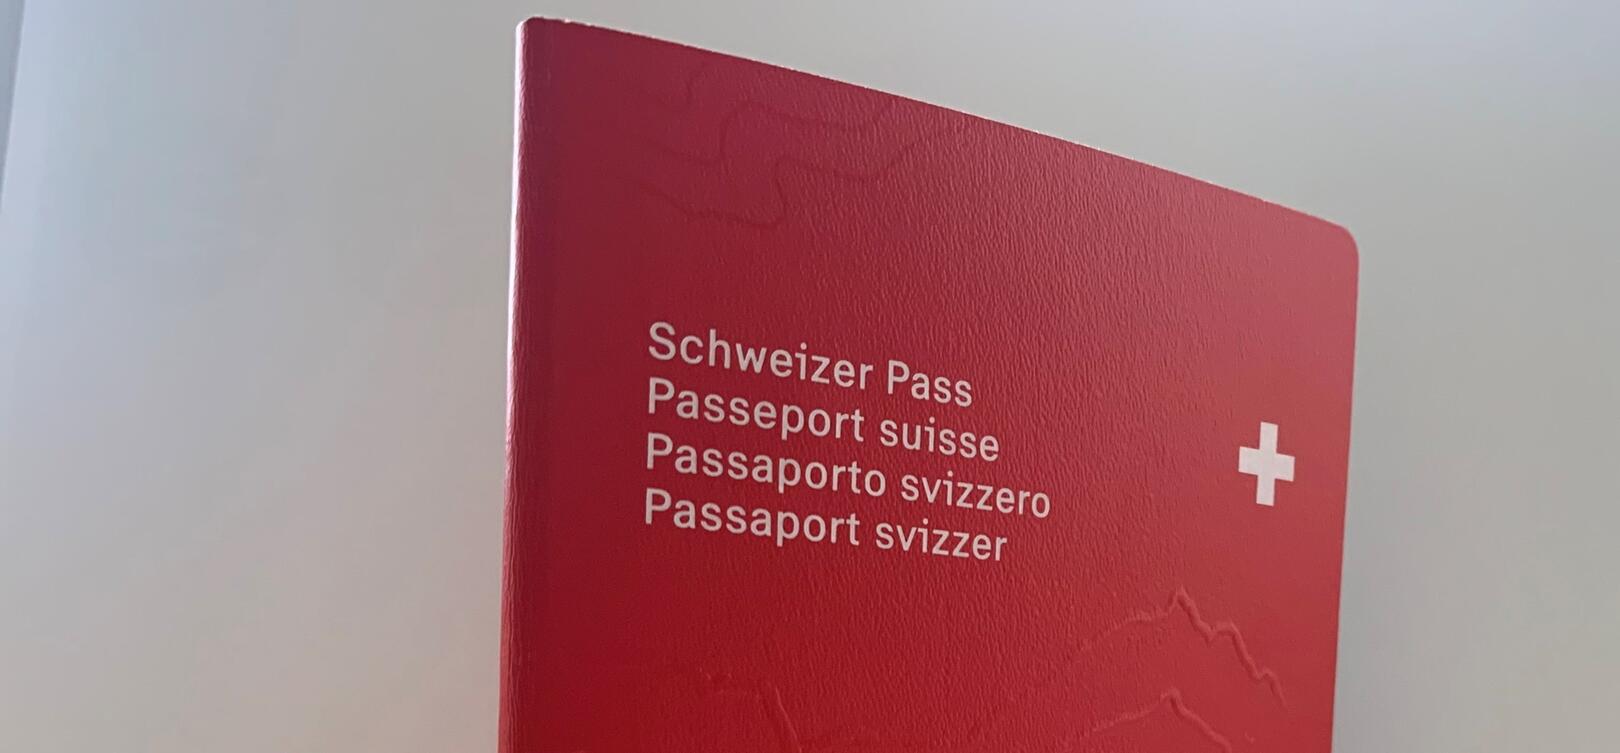 Schweizer Pass
Passeport suisse
Passaporto svizzero
Passaport svizzer